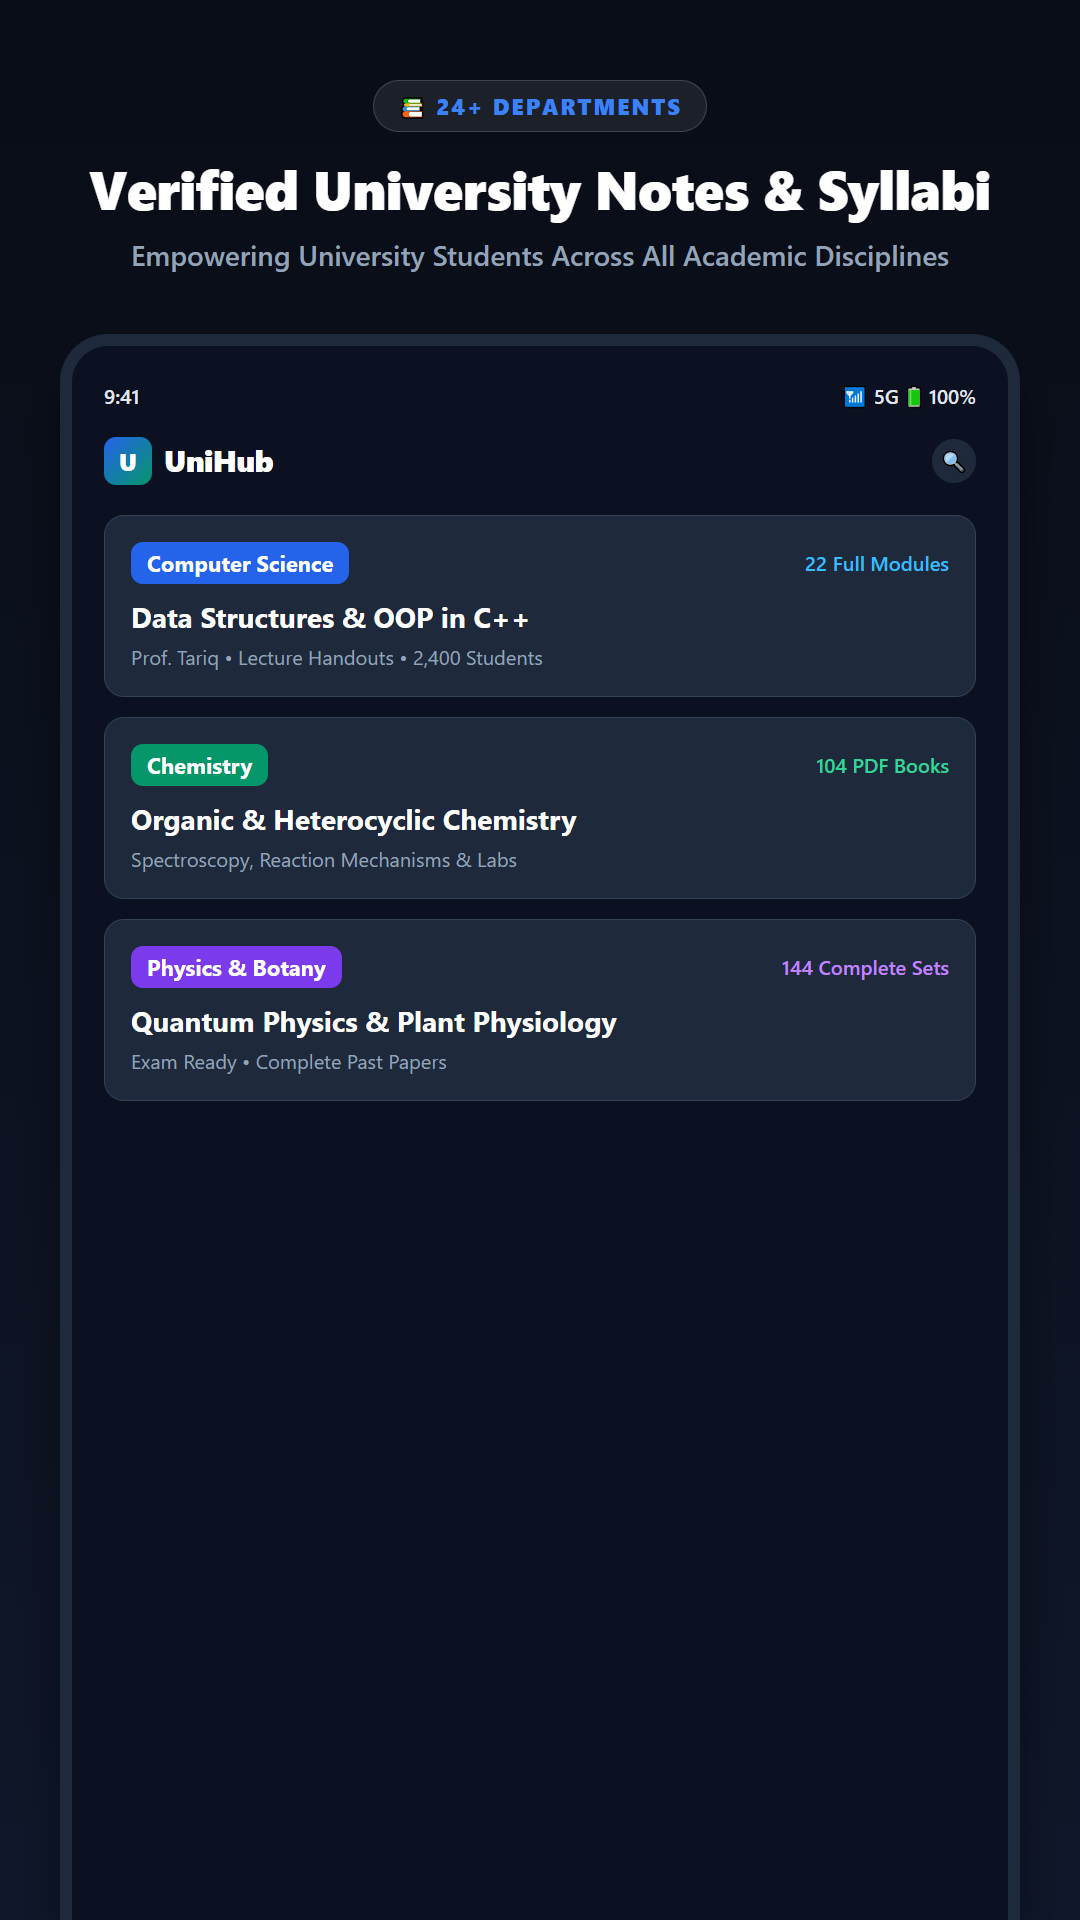 24+ DEPARTMENTS
Verified University Notes & Syllabi
Empowering University Students Across All Academic Disciplines
9:41
5G 100%
U UniHub
Computer Science
22 Full Modules
Data Structures & OOP in C++
Prof. Tariq • Lecture Handouts • 2,400 Students
Chemistry
104 PDF Books
Organic & Heterocyclic Chemistry
Spectroscopy, Reaction Mechanisms & Labs
Physics & Botany
144 Complete Sets
Quantum Physics & Plant Physiology
Exam Ready • Complete Past Papers